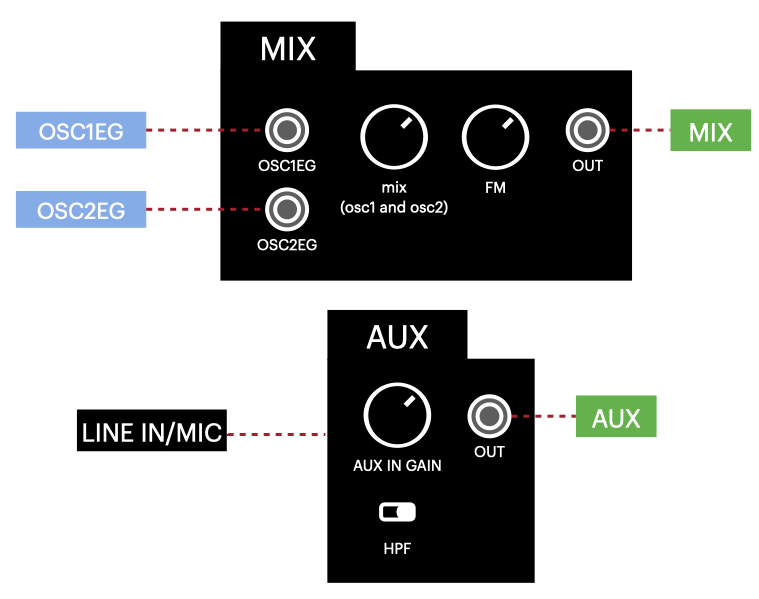 MIX
OSC1EG
OSC1EG
mix
(osc1 and osc2)
FM
OUT
MIX
OSC2EG
OSC2EG
AUX
LINE IN/MIC
AUX IN GAIN
OUT
AUX
HPF